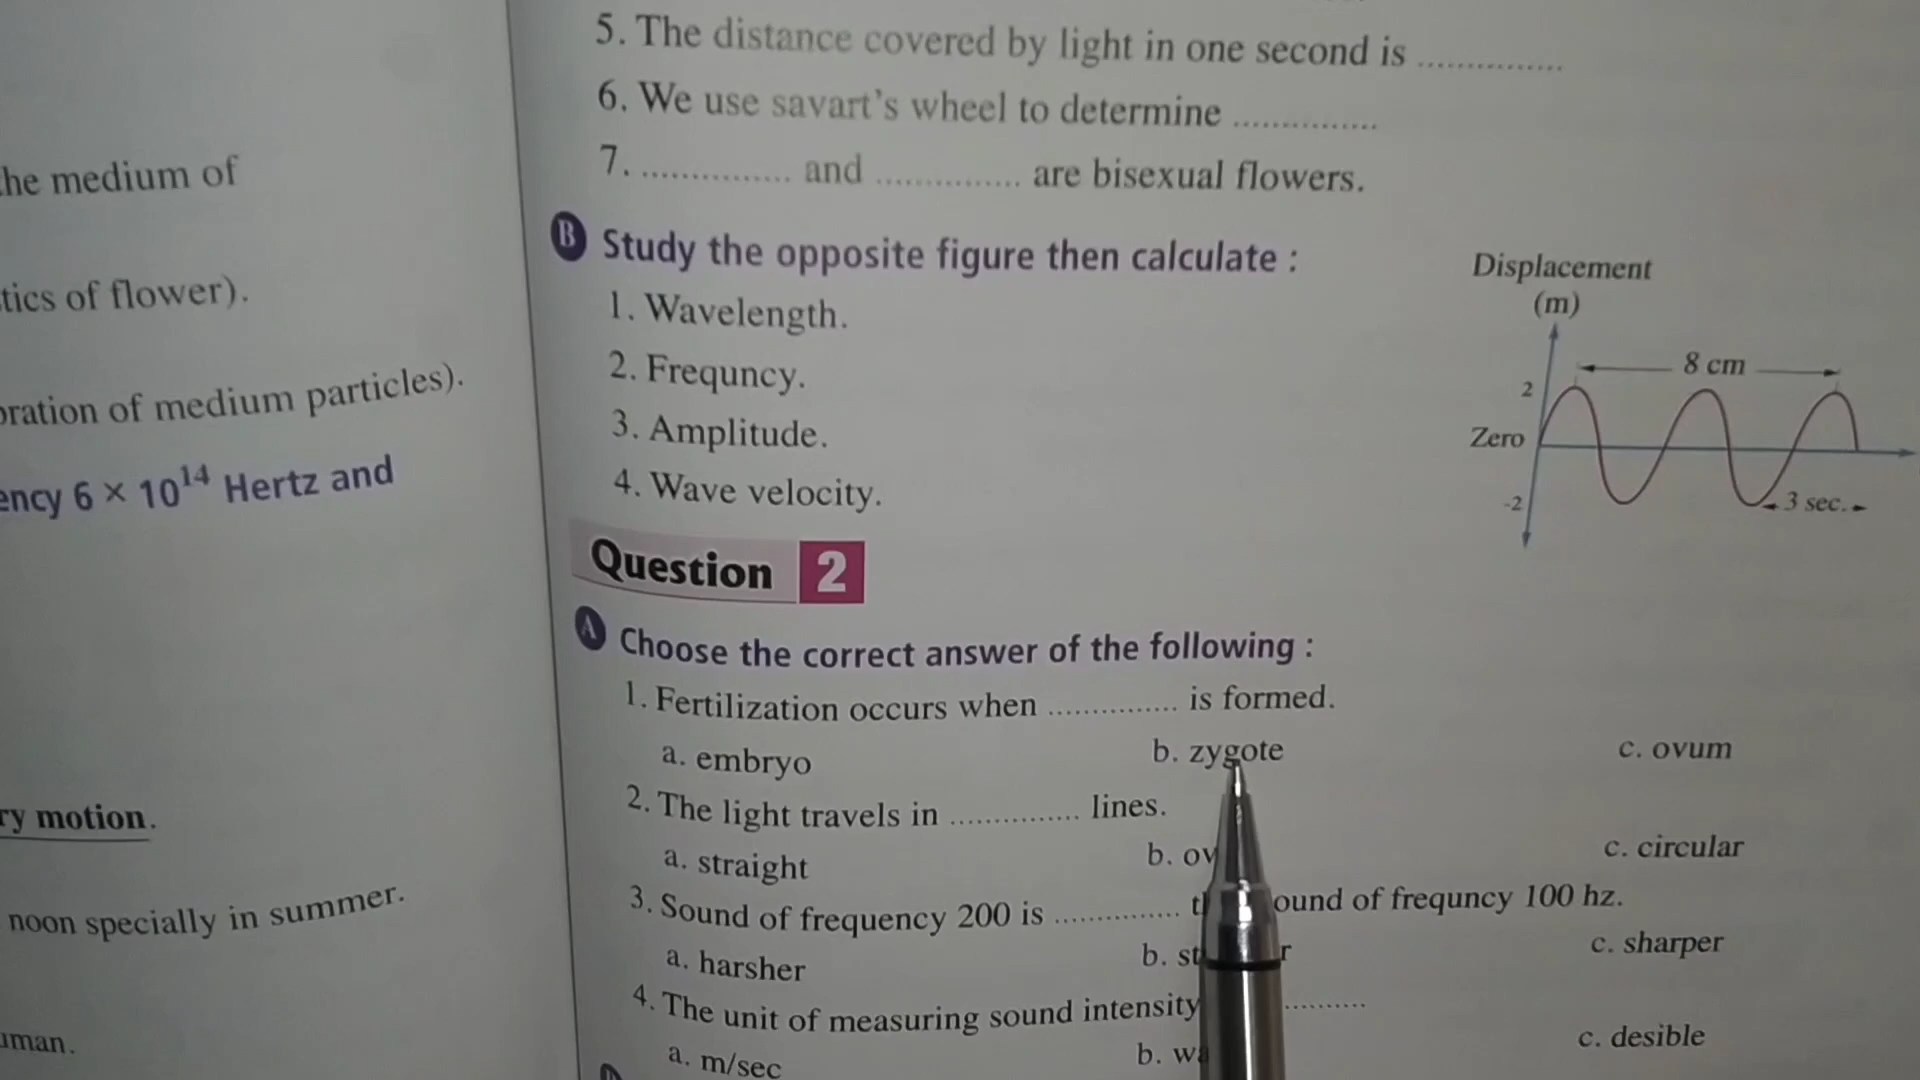 he medium of
tics of flower).
oration of medium particles).
ency 6 × 10¹⁴ Hertz and
ry motion.
noon specially in summer.
uman.
5. The distance covered by light in one second is ...............
6. We use savart's wheel to determine ...............
7. ............... and ............... are bisexual flowers.
B Study the opposite figure then calculate :
1. Wavelength.
2. Frequncy.
3. Amplitude.
4. Wave velocity.
Displacement
(m)
8 cm
2
Zero
-2
3 sec.
Question 2
A Choose the correct answer of the following :
1. Fertilization occurs when ............... is formed.
a. embryo b. zygote c. ovum
2. The light travels in ............... lines.
a. straight b. ov c. circular
3. Sound of frequency 200 is ............... ound of frequncy 100 hz.
a. harsher b. st r c. sharper
4. The unit of measuring sound intensity ..........
a. m/sec b. wa c. desible